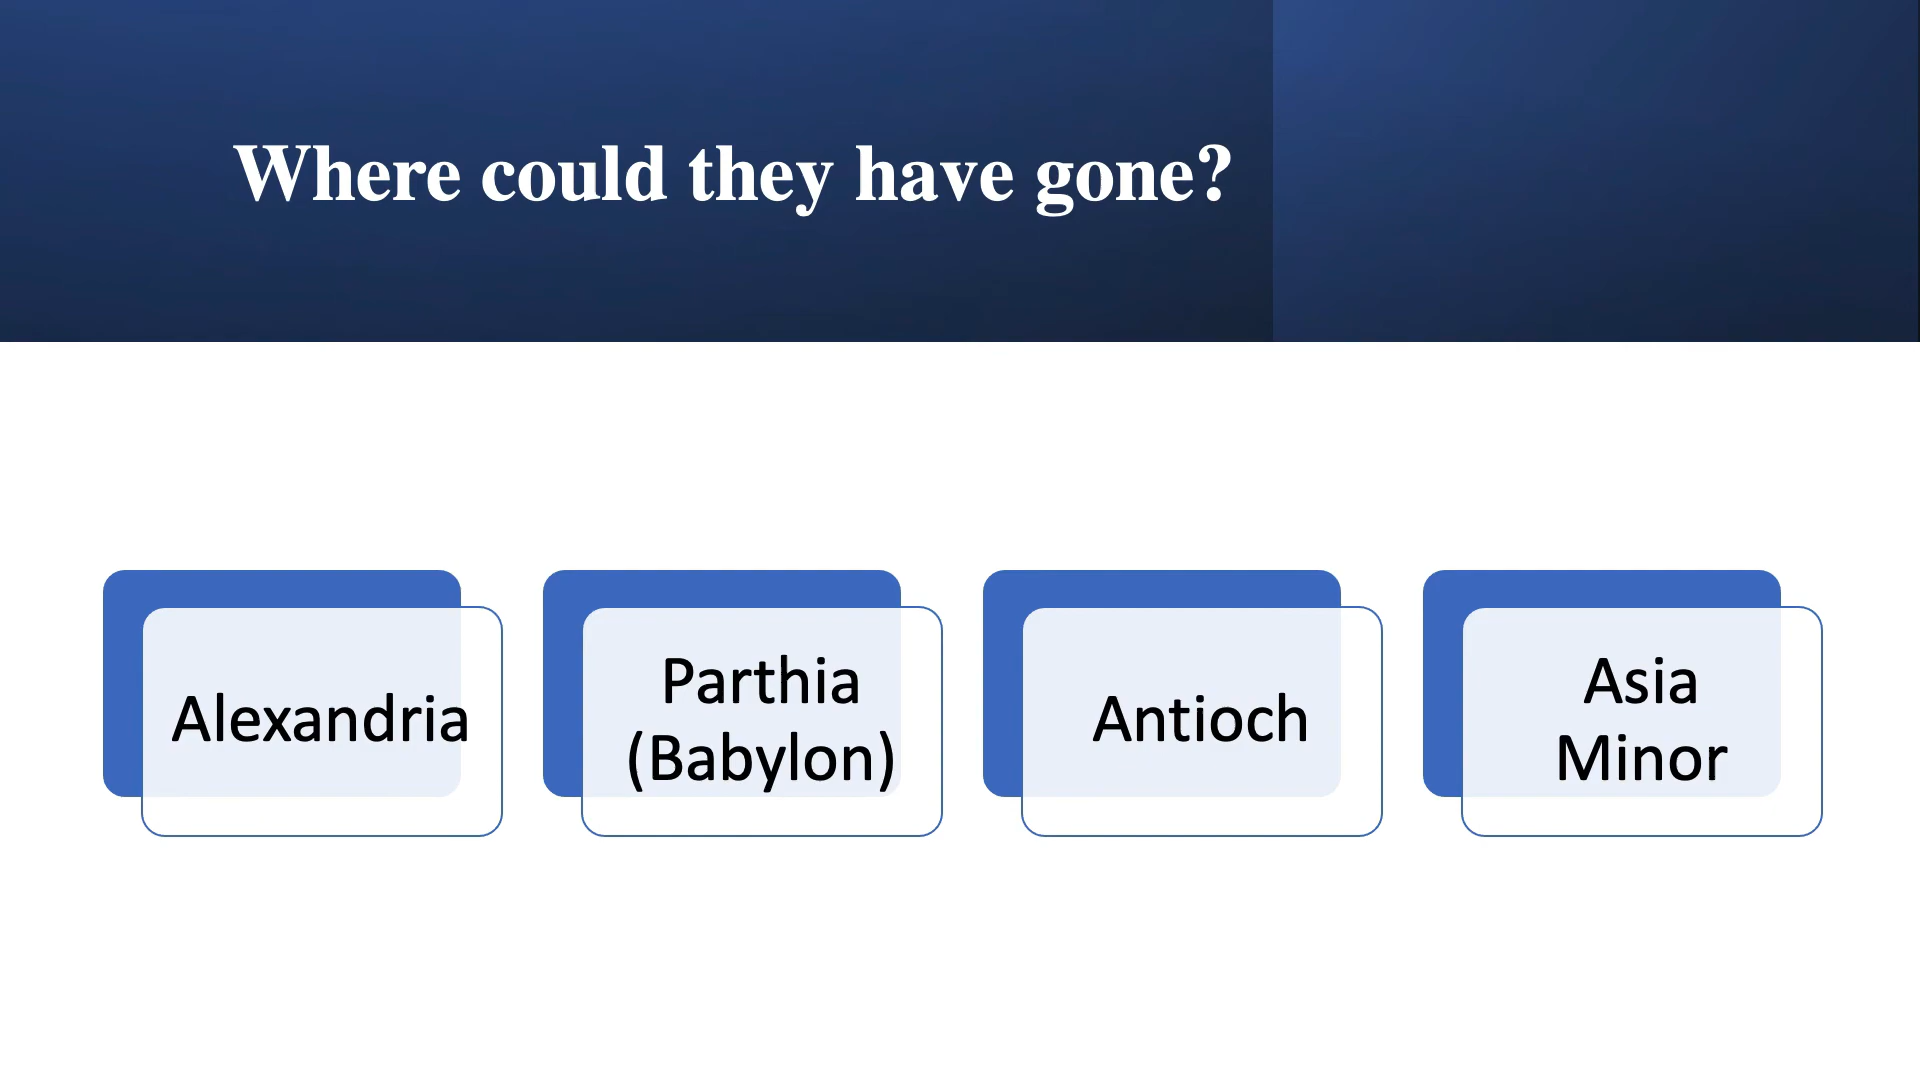 Where could they have gone?
Alexandria
Parthia
(Babylon)
Antioch
Asia
Minor